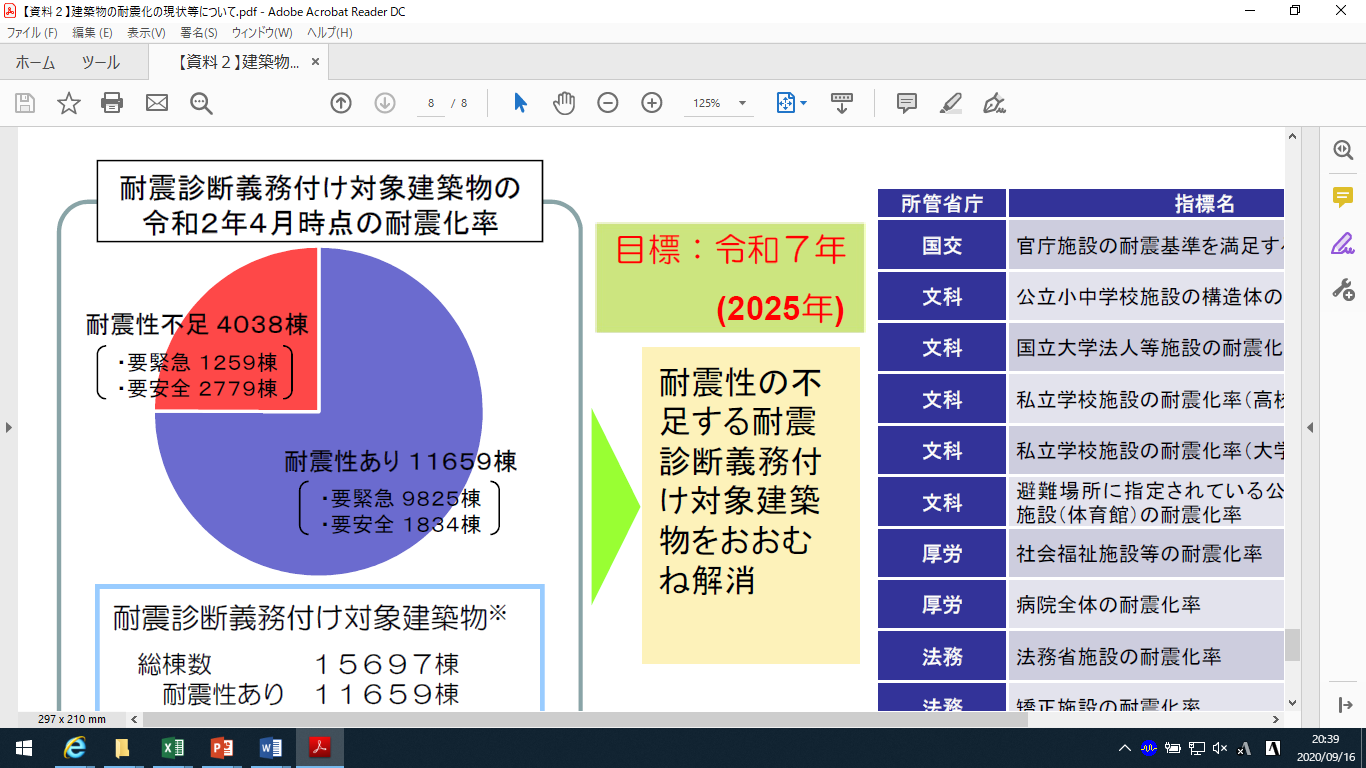 【資料２】建築物の耐震化の現状等について.pdf - Adobe Acrobat Reader DC
ファイル(F) 編集(E) 表示(V) 署名(S) ウィンドウ(W) ヘルプ(H)
ホーム ツール 【資料２】建築物... ×
8 / 8 125%
耐震診断義務付け対象建築物の
令和２年４月時点の耐震化率
耐震性不足 4038棟
・要緊急 1259棟
・要安全 2779棟
耐震性あり 11659棟
・要緊急 9825棟
・要安全 1834棟
耐震診断義務付け対象建築物※
総棟数 １５６９７棟
耐震性あり １１６５９棟
目標：令和７年
(2025年)
耐震性の不
足する耐震
診断義務付
け対象建築
物をおおむ
ね解消
所管省庁 指標名
国交 官庁施設の耐震基準を満足す
文科 公立小中学校施設の構造体の
文科 国立大学法人等施設の耐震化
文科 私立学校施設の耐震化率（高校
文科 私立学校施設の耐震化率（大学
文科 避難場所に指定されている公
施設（体育館）の耐震化率
厚労 社会福祉施設等の耐震化率
厚労 病院全体の耐震化率
法務 法務省施設の耐震化率
法務 矯正施設の耐震化率
297 x 210 mm
20:39
2020/09/16